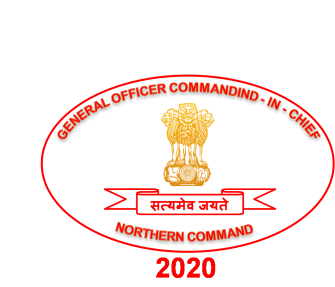 GENERAL OFFICER COMMANDIND - IN - CHIEF
सत्यमेव जयते
NORTHERN COMMAND
2020